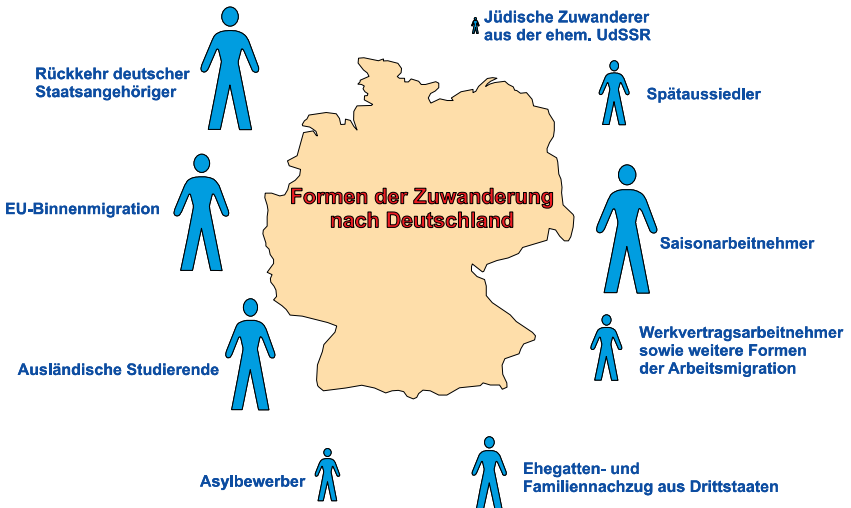 Jüdische Zuwanderer
aus der ehem. UdSSR
Rückkehr deutscher
Staatsangehöriger
Spätaussiedler
Formen der Zuwanderung
nach Deutschland
EU-Binnenmigration
Saisonarbeitnehmer
Ausländische Studierende
Werkvertragsarbeitnehmer
sowie weitere Formen
der Arbeitsmigration
Asylbewerber
Ehegatten- und
Familiennachzug aus Drittstaaten